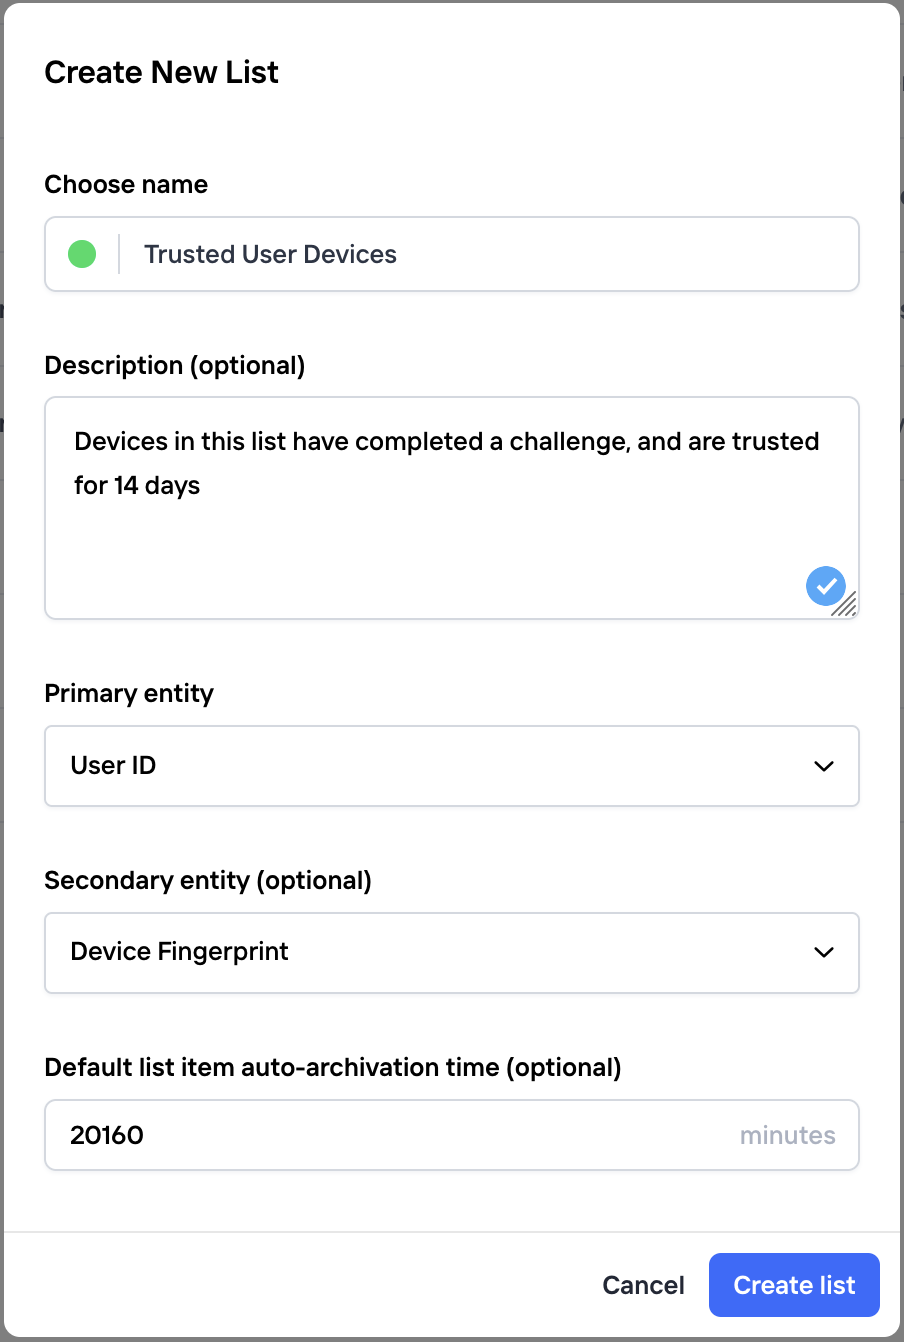 Create New List
Choose name
Trusted User Devices
Description (optional)
Devices in this list have completed a challenge, and are trusted
for 14 days
Primary entity
User ID
Secondary entity (optional)
Device Fingerprint
Default list item auto-archivation time (optional)
20160 minutes
Cancel Create list